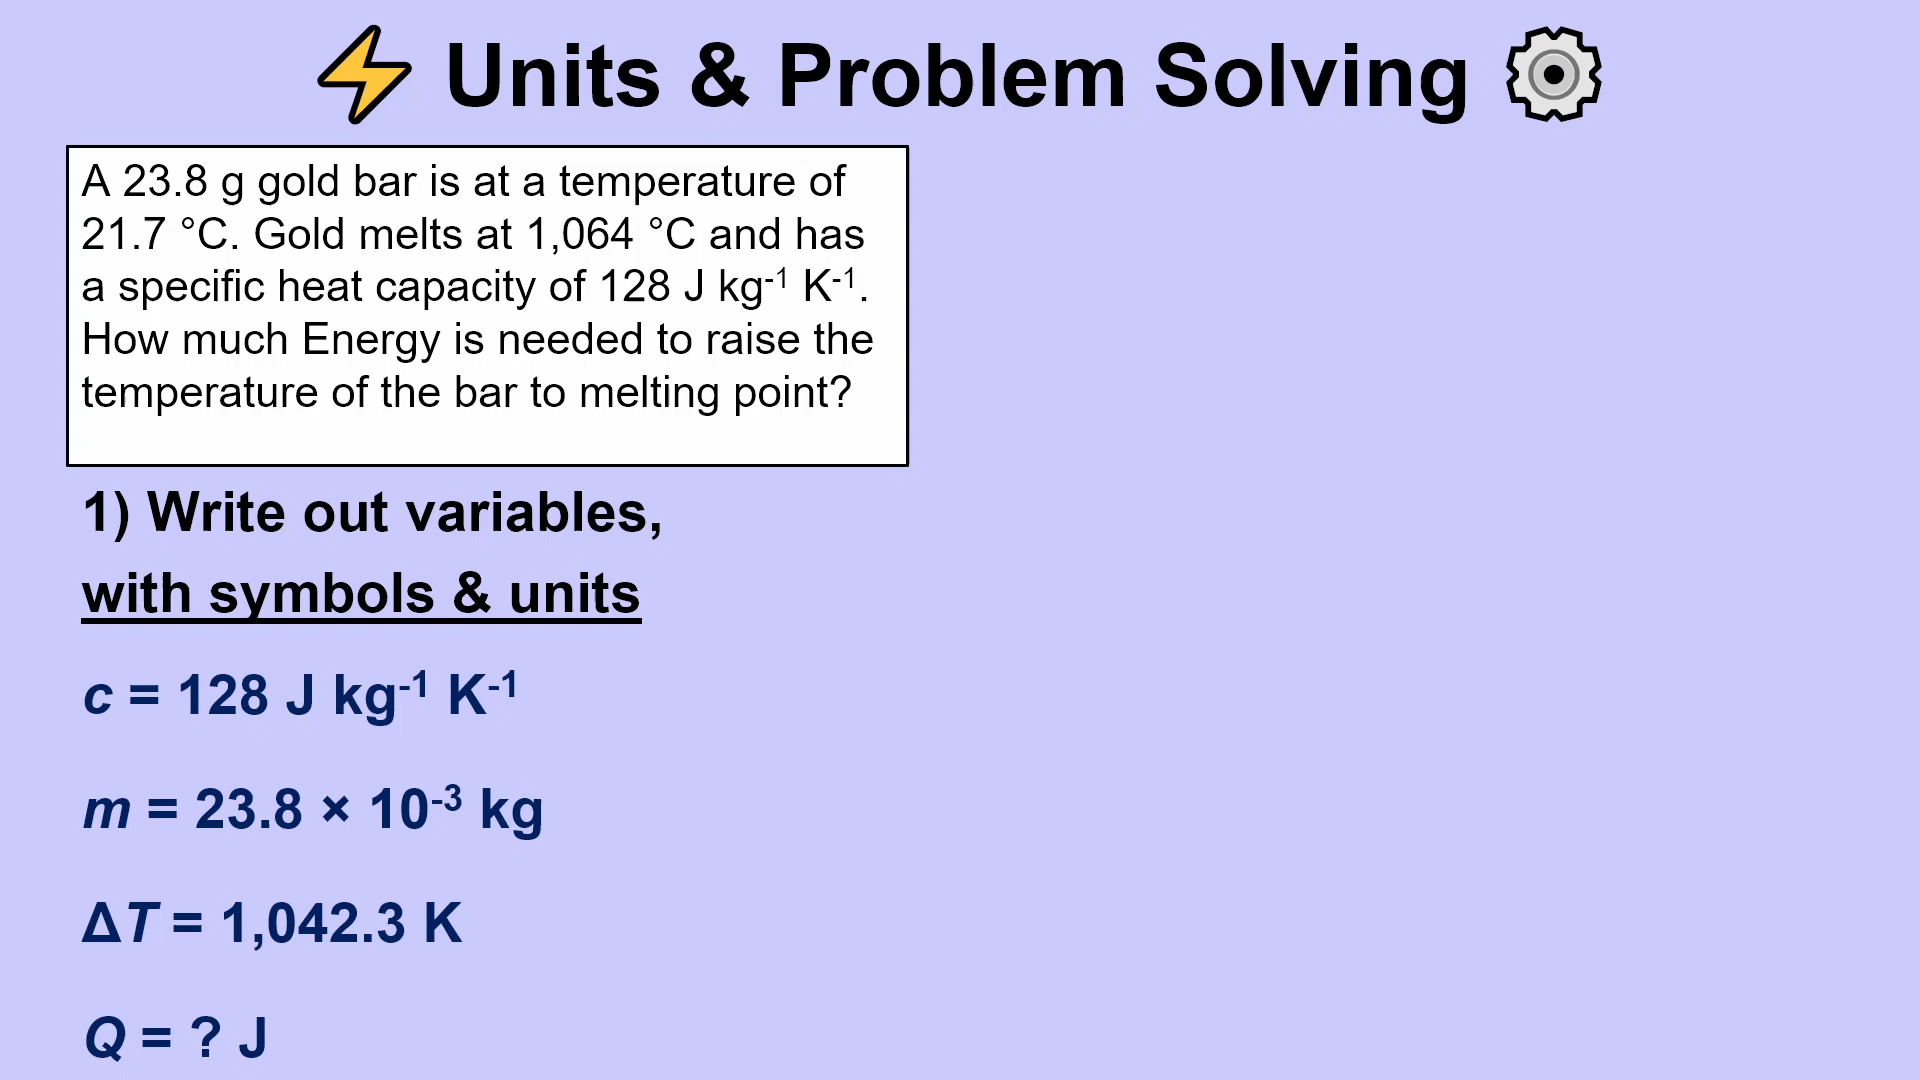 ⚡ Units & Problem Solving ⚙
A 23.8 g gold bar is at a temperature of
21.7 °C. Gold melts at 1,064 °C and has
a specific heat capacity of 128 J kg⁻¹ K⁻¹.
How much Energy is needed to raise the
temperature of the bar to melting point?
1) Write out variables,
with symbols & units
c = 128 J kg⁻¹ K⁻¹
m = 23.8 × 10⁻³ kg
ΔT = 1,042.3 K
Q = ? J